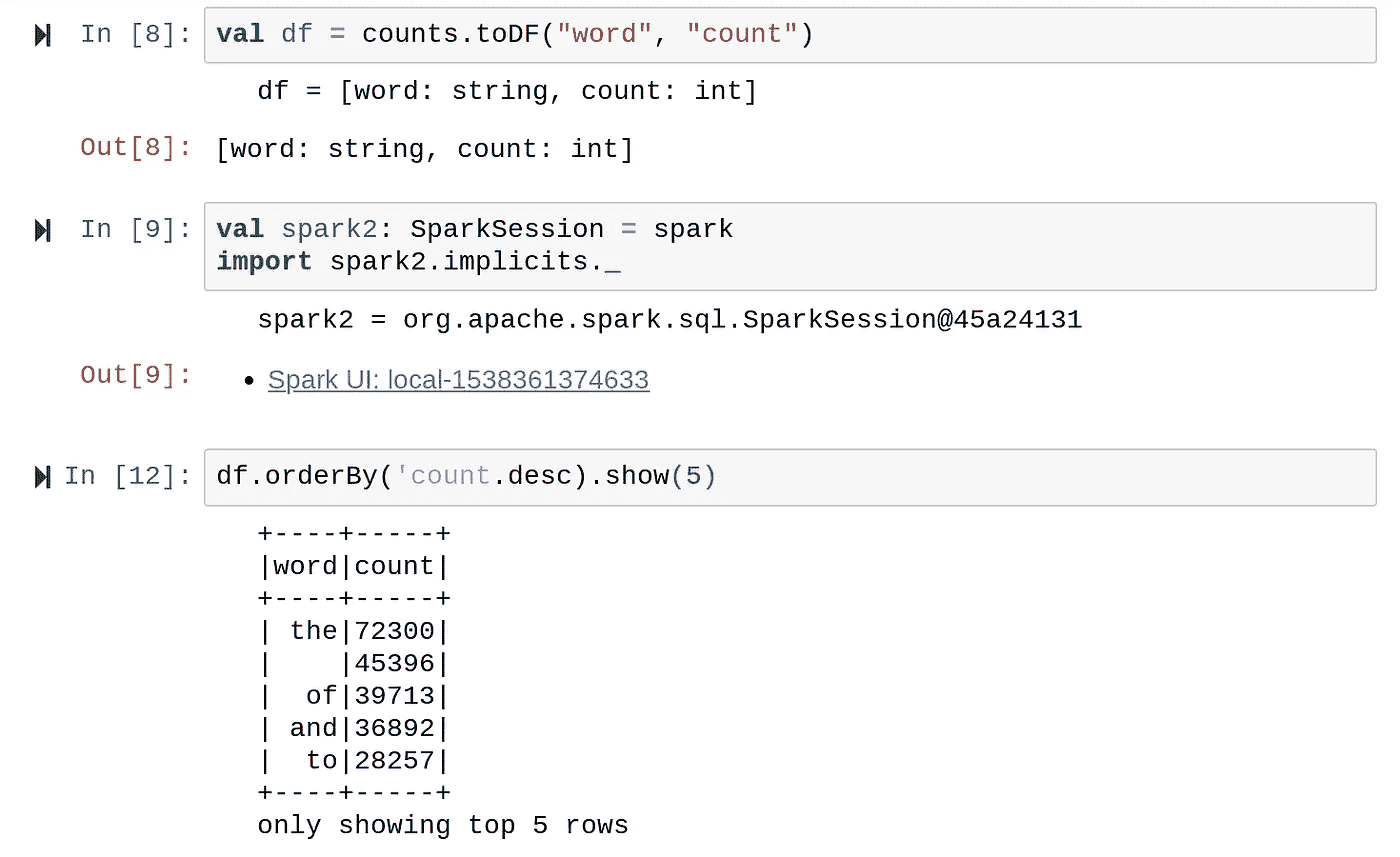 In [8]: val df = counts.toDF("word", "count")
df = [word: string, count: int]
Out[8]: [word: string, count: int]
In [9]: val spark2: SparkSession = spark
import spark2.implicits._
spark2 = org.apache.spark.sql.SparkSession@45a24131
Out[9]: • Spark UI: local-1538361374633
In [12]: df.orderBy('count.desc).show(5)
+----+-----+
|word|count|
+----+-----+
| the|72300|
|    |45396|
|  of|39713|
| and|36892|
|  to|28257|
+----+-----+
only showing top 5 rows